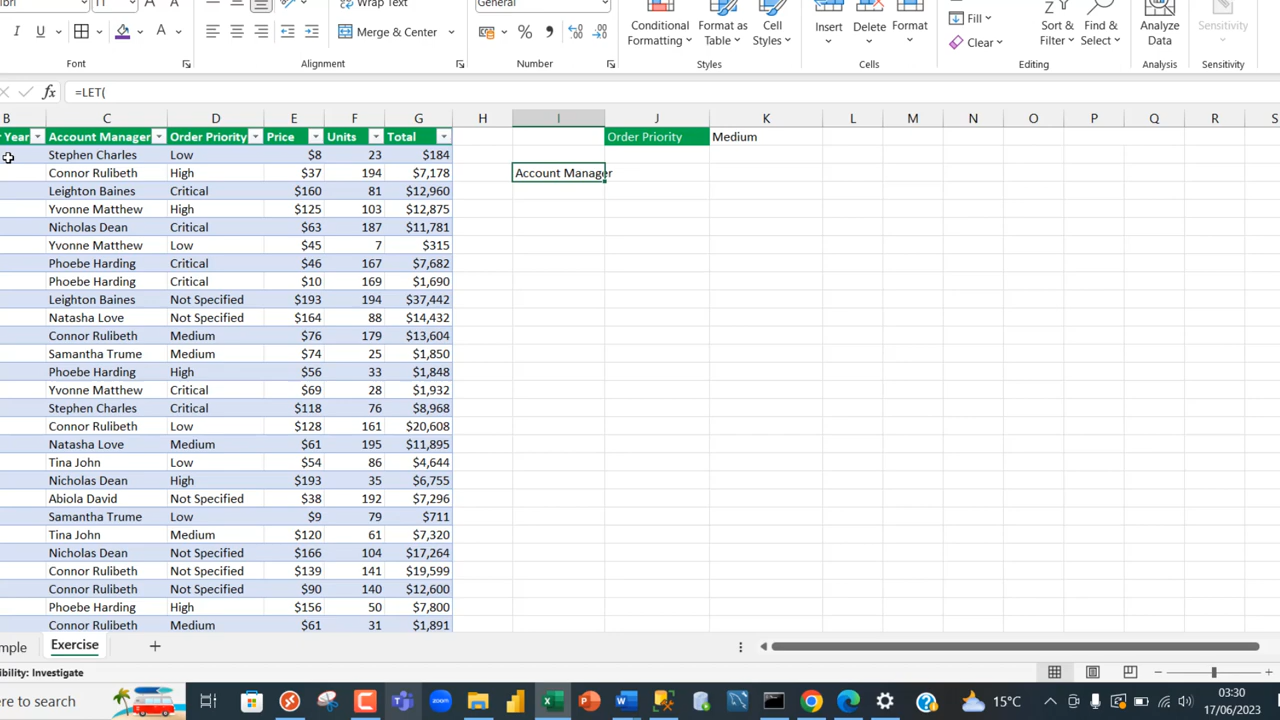 LIBRI
11
Wrap Text
General
U
Merge & Center
%
Conditional Formatting
Format as Table
Cell Styles
Insert
Delete
Format
Fill
Clear
Sort & Filter
Find & Select
Analyze Data
Sensitivity
Font
Alignment
Number
Styles
Cells
Editing
Analysis
Sensitivity
fx =LET(
B C D E F G H I J K L M N O P Q R S
Year Account Manager Order Priority Price Units Total Order Priority Medium
Stephen Charles Low $8 23 $184
Connor Rulibeth High $37 194 $7,178 Account Manager
Leighton Baines Critical $160 81 $12,960
Yvonne Matthew High $125 103 $12,875
Nicholas Dean Critical $63 187 $11,781
Yvonne Matthew Low $45 7 $315
Phoebe Harding Critical $46 167 $7,682
Phoebe Harding Critical $10 169 $1,690
Leighton Baines Not Specified $193 194 $37,442
Natasha Love Not Specified $164 88 $14,432
Connor Rulibeth Medium $76 179 $13,604
Samantha Trume Medium $74 25 $1,850
Phoebe Harding High $56 33 $1,848
Yvonne Matthew Critical $69 28 $1,932
Stephen Charles Critical $118 76 $8,968
Connor Rulibeth Low $128 161 $20,608
Natasha Love Medium $61 195 $11,895
Tina John Low $54 86 $4,644
Nicholas Dean High $193 35 $6,755
Abiola David Not Specified $38 192 $7,296
Samantha Trume Low $9 79 $711
Tina John Medium $120 61 $7,320
Nicholas Dean Not Specified $166 104 $17,264
Connor Rulibeth Not Specified $139 141 $19,599
Connor Rulibeth Not Specified $90 140 $12,600
Phoebe Harding High $156 50 $7,800
Connor Rulibeth Medium $61 31 $1,891
mple Exercise
ibility: Investigate
ere to search
zoom
15°C
03:30
17/06/2023